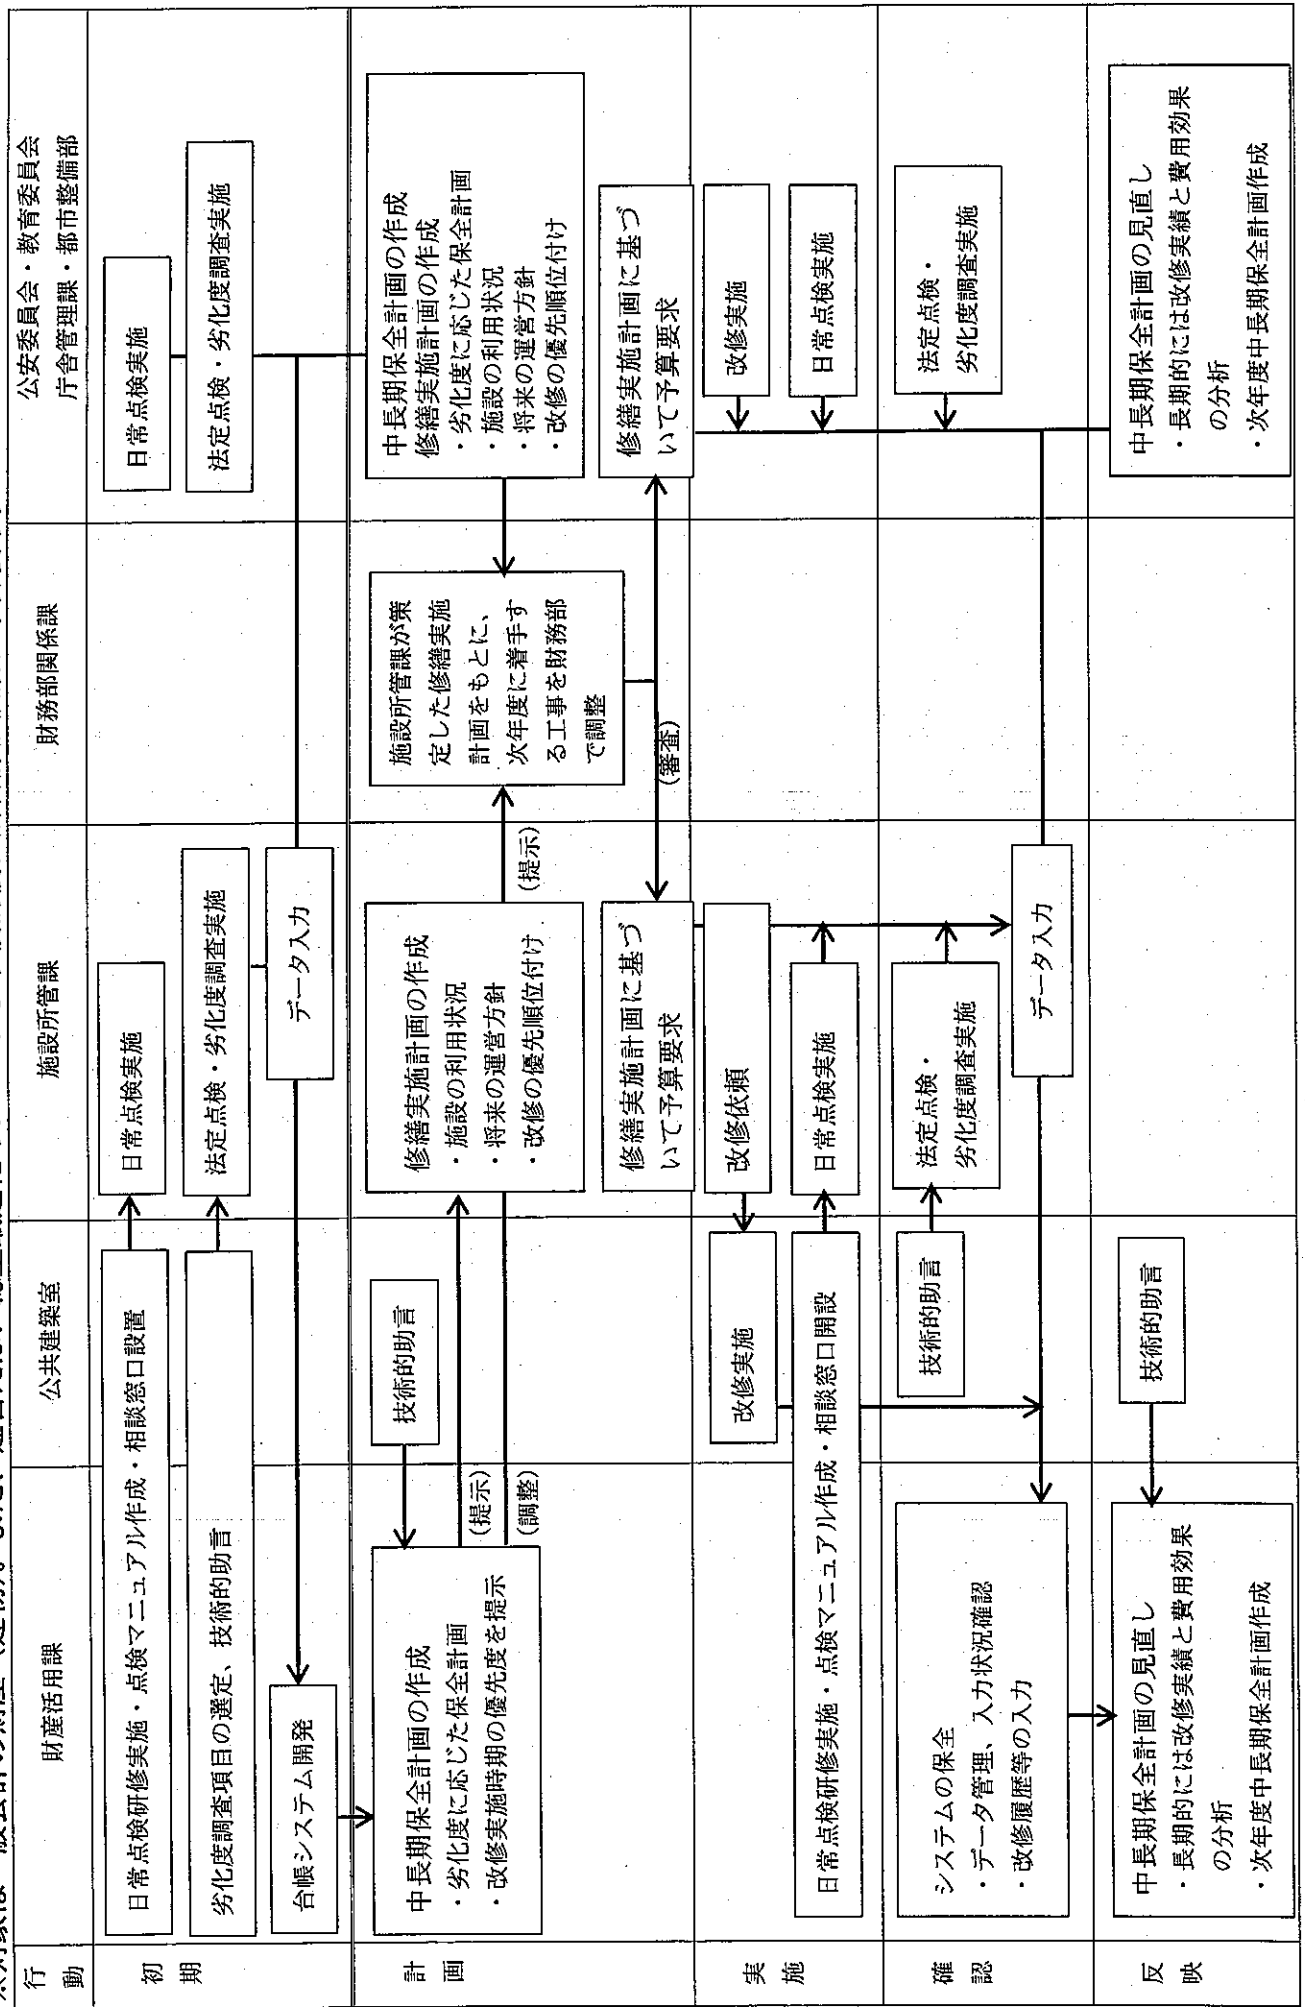 行動
財産活用課
公共建築室
施設所管課
財務部関係課
公安委員会・教育委員会
庁舎管理課・都市整備部
初期
日常点検研修実施・点検マニュアル作成・相談窓口設置
日常点検実施
日常点検実施
劣化度調査項目の選定、技術的助言
法定点検・劣化度調査実施
法定点検・劣化度調査実施
台帳システム開発
データ入力
計画
中長期保全計画の作成
・劣化度に応じた保全計画
・改修実施時期の優先度を提示
技術的助言
(提示)
(調整)
修繕実施計画の作成
・施設の利用状況
・将来の運営方針
・改修の優先順位付け
(提示)
施設所管課が策
定した修繕実施
計画をもとに、
次年度に着手す
る工事を財務部
で調整
中長期保全計画の作成
修繕実施計画の作成
・劣化度に応じた保全計画
・施設の利用状況
・将来の運営方針
・改修の優先順位付け
修繕実施計画に基づ
いて予算要求
(審査)
修繕実施計画に基づ
いて予算要求
実施
改修実施
改修依頼
改修実施
日常点検研修実施・点検マニュアル作成・相談窓口開設
日常点検実施
日常点検実施
確認
システムの保全
・データ管理、入力状況確認
・改修履歴等の入力
技術的助言
法定点検・
劣化度調査実施
法定点検・
劣化度調査実施
データ入力
反映
中長期保全計画の見直し
・長期的には改修実績と費用効果
の分析
・次年度中長期保全計画作成
技術的助言
中長期保全計画の見直し
・長期的には改修実績と費用効果
の分析
・次年度中長期保全計画作成